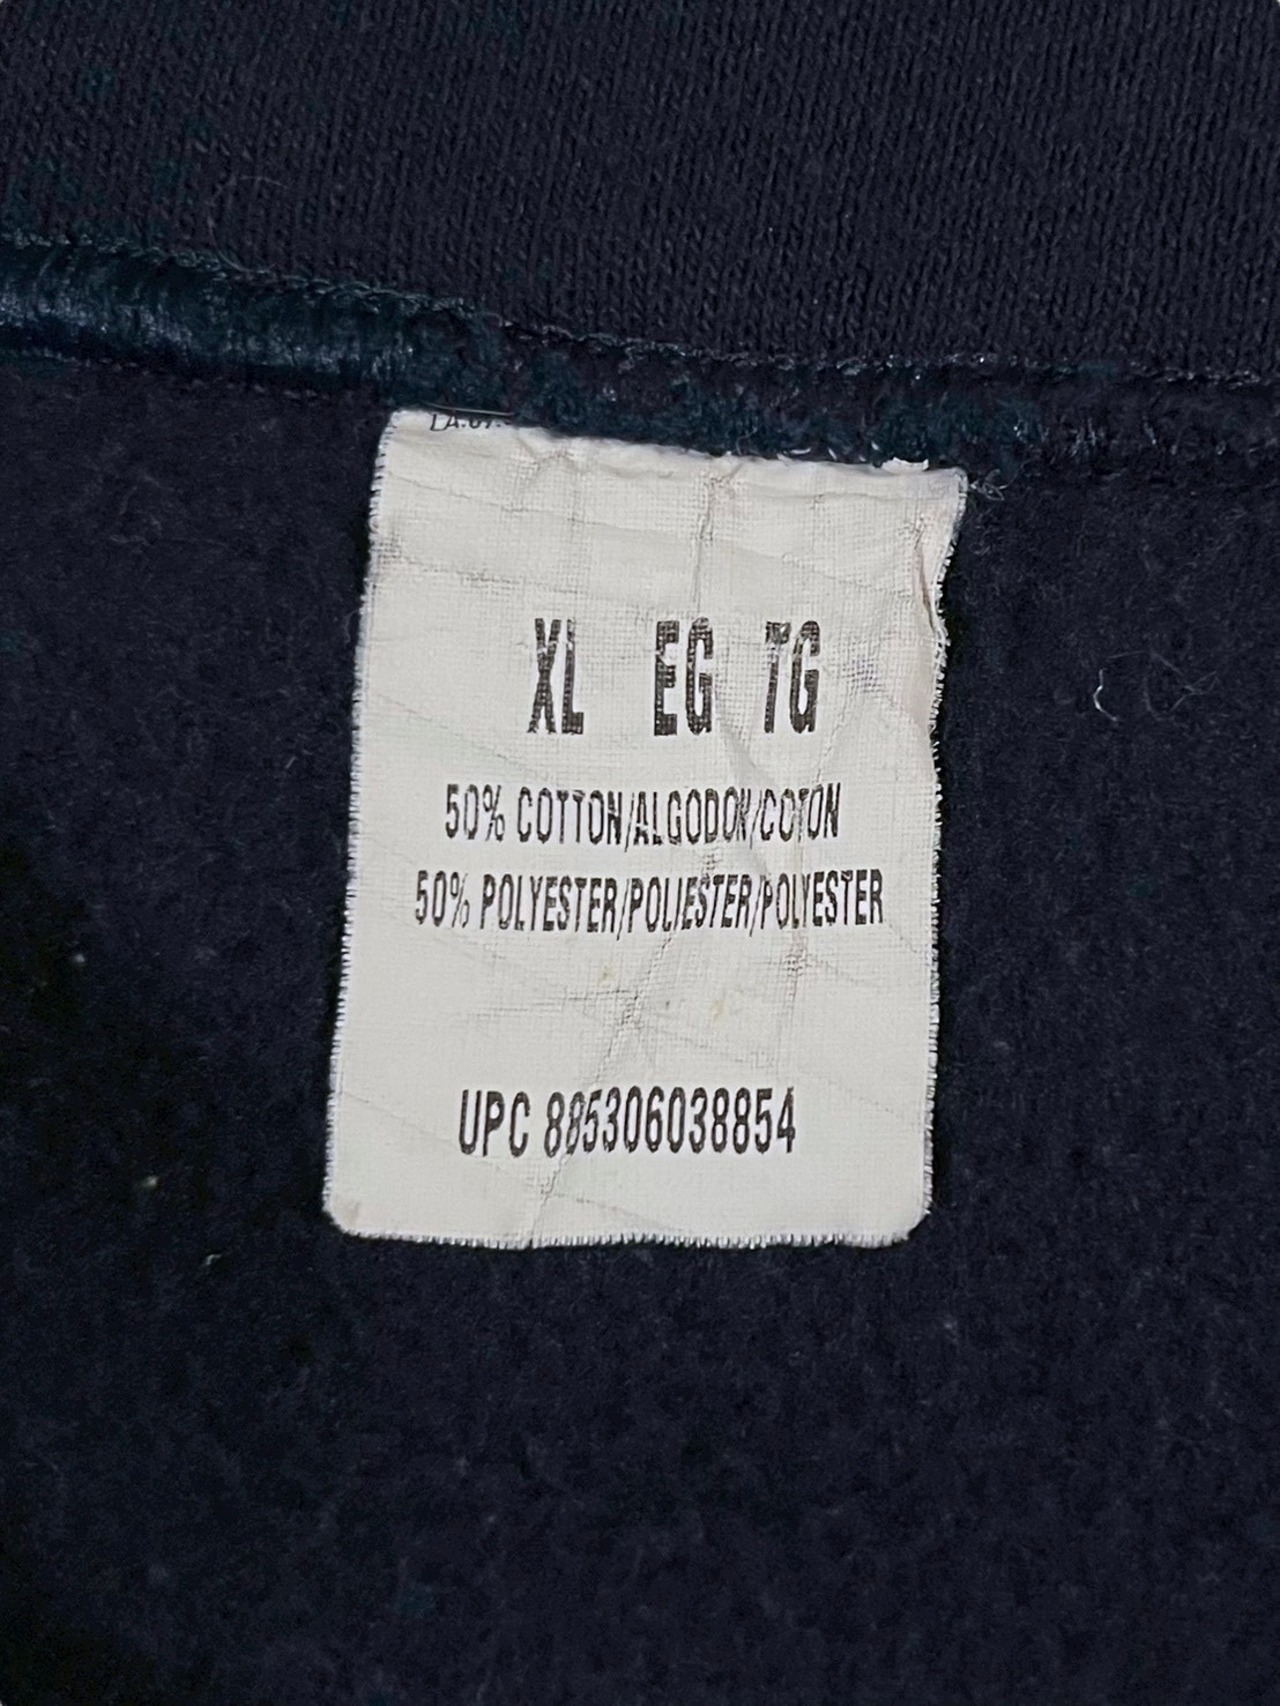 XL EG TG
50% COTTON/ALGODON/COTON
50% POLYESTER/POLIESTER/POLYESTER
UPC 885306038854